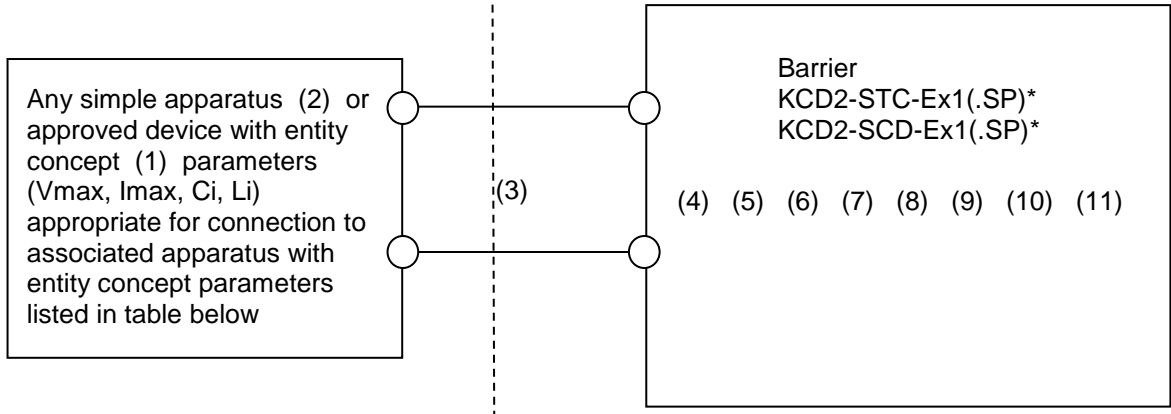 Any simple apparatus (2) or
approved device with entity
concept (1) parameters
(Vmax, Imax, Ci, Li)
appropriate for connection to
associated apparatus with
entity concept parameters
listed in table below
(3)
Barrier
KCD2-STC-Ex1(.SP)*
KCD2-SCD-Ex1(.SP)*
(4) (5) (6) (7) (8) (9) (10) (11)